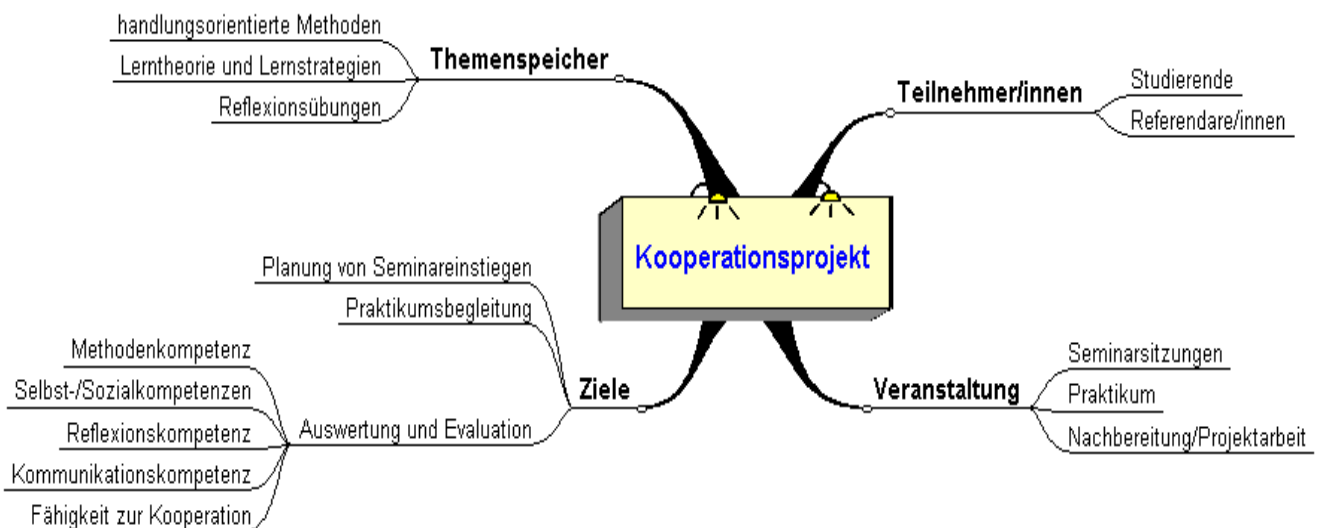 handlungsorientierte Methoden
Lerntheorie und Lernstrategien
Reflexionsübungen
Themenspeicher
Teilnehmer/innen
Studierende
Referendare/innen
Kooperationsprojekt
Planung von Seminareinstiegen
Praktikumsbegleitung
Methodenkompetenz
Selbst-/Sozialkompetenzen
Reflexionskompetenz
Kommunikationskompetenz
Fähigkeit zur Kooperation
Auswertung und Evaluation
Ziele
Veranstaltung
Seminarsitzungen
Praktikum
Nachbereitung/Projektarbeit